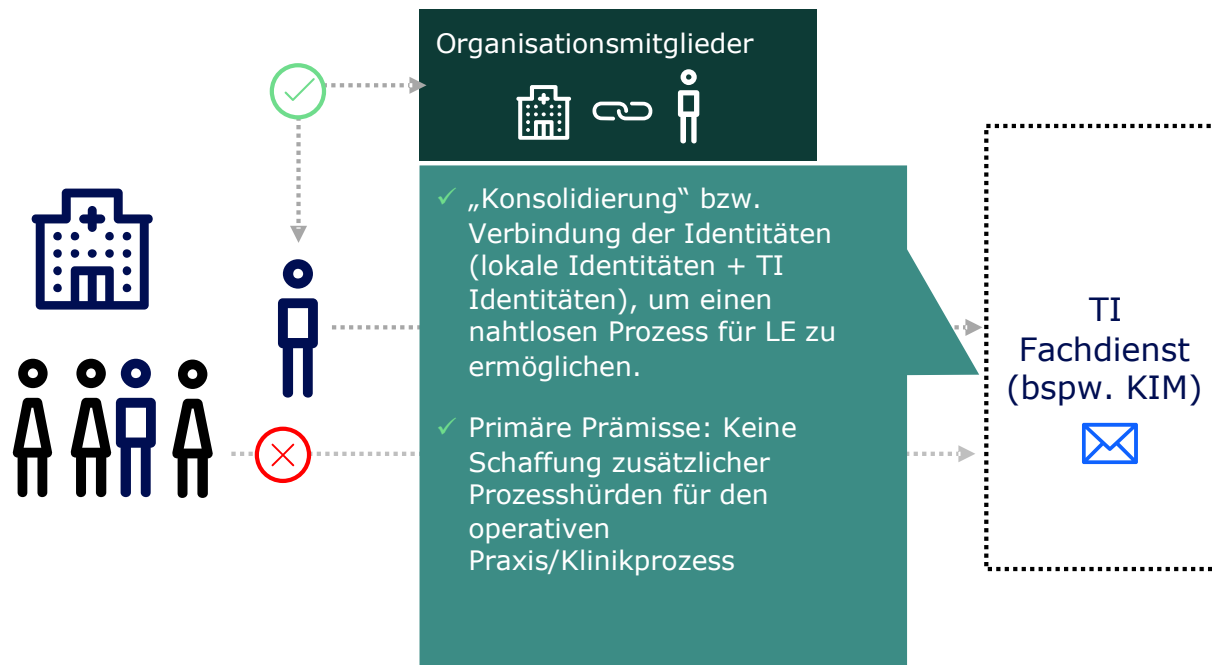 Organisationsmitglieder
„Konsolidierung“ bzw.
Verbindung der Identitäten
(lokale Identitäten + TI
Identitäten), um einen
nahtlosen Prozess für LE zu
ermöglichen.
Primäre Prämisse: Keine
Schaffung zusätzlicher
Prozesshürden für den
operativen
Praxis/Klinikprozess
TI
Fachdienst
(bspw. KIM)